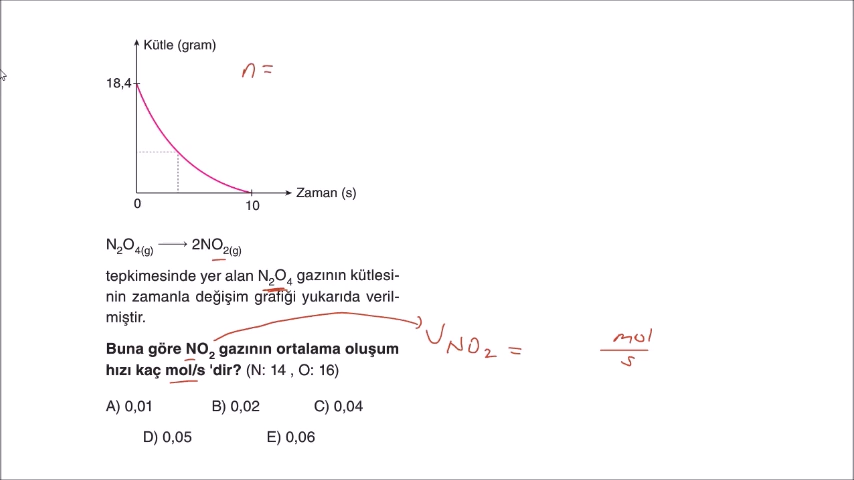 Kütle (gram)
n =
18,4
Zaman (s)
0
10
N₂O₄(g) ⟶ 2NO₂(g)
tepkimesinde yer alan N₂O₄ gazının kütlesi-
nin zamanla değişim grafiği yukarıda veril-
miştir.
Buna göre NO₂ gazının ortalama oluşum
hızı kaç mol/s 'dir? (N: 14 , O: 16)
V NO₂ = mol
s
A) 0,01 B) 0,02 C) 0,04
D) 0,05 E) 0,06